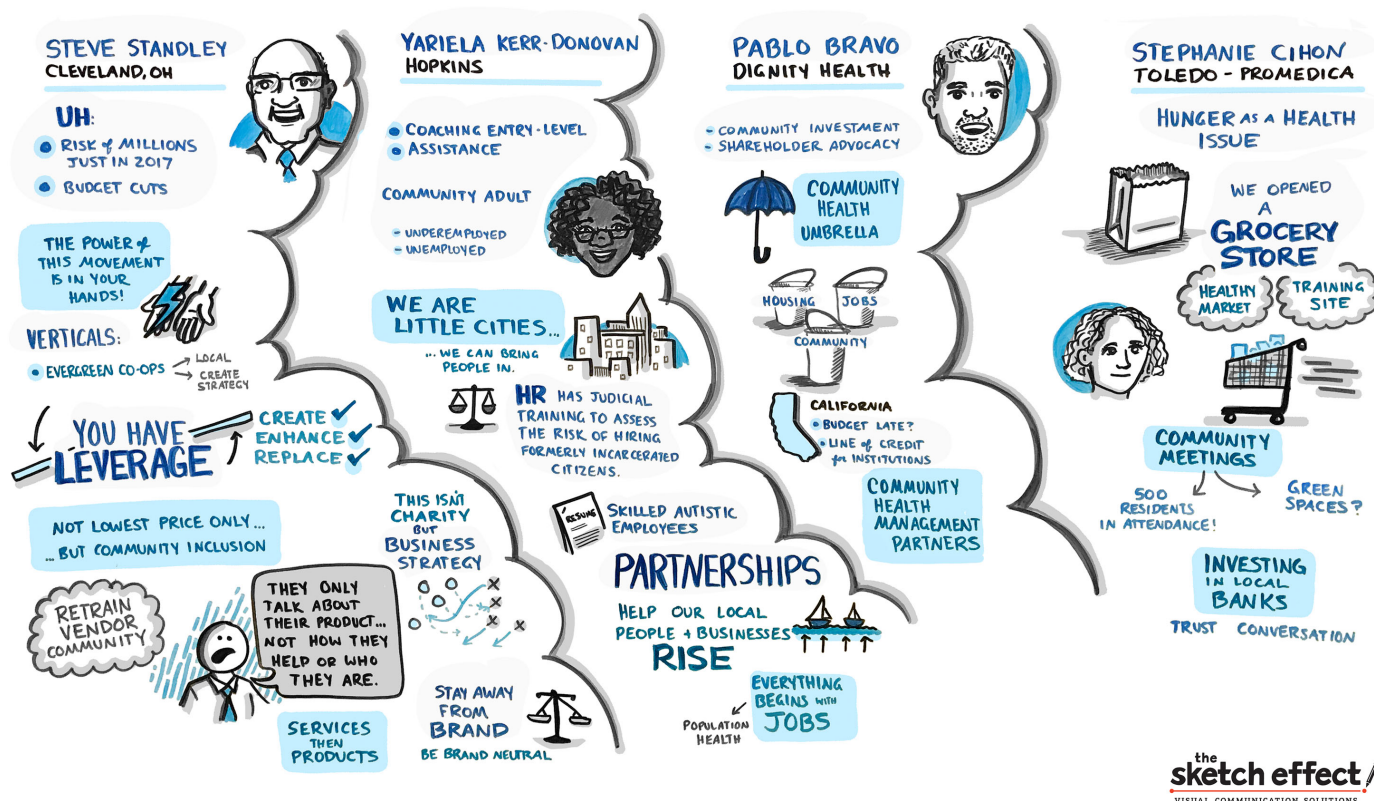 STEVE STANDLEY
CLEVELAND, OH
UH:
RISK of MILLIONS
JUST IN 2017
BUDGET CUTS
THE POWER of
THIS MOVEMENT
IS IN YOUR
HANDS!
VERTICALS:
EVERGREEN CO-OPS
LOCAL
CREATE
STRATEGY
YOU HAVE
LEVERAGE
CREATE
ENHANCE
REPLACE
NOT LOWEST PRICE ONLY...
...BUT COMMUNITY INCLUSION
RETRAIN
VENDOR
COMMUNITY
THEY ONLY
TALK ABOUT
THEIR PRODUCT...
NOT HOW THEY
HELP OR WHO
THEY ARE.
SERVICES
THEN
PRODUCTS
THIS ISN'T
CHARITY
BUT
BUSINESS
STRATEGY
STAY AWAY
FROM
BRAND
BE BRAND NEUTRAL
YARIELA KERR-DONOVAN
HOPKINS
COACHING ENTRY-LEVEL
ASSISTANCE
COMMUNITY ADULT
- UNDEREMPLOYED
- UNEMPLOYED
WE ARE
LITTLE CITIES...
...WE CAN BRING
PEOPLE IN.
HR HAS JUDICIAL
TRAINING TO ASSESS
THE RISK OF HIRING
FORMERLY INCARCERATED
CITIZENS.
RESUME
SKILLED AUTISTIC
EMPLOYEES
PARTNERSHIPS
HELP OUR LOCAL
PEOPLE + BUSINESSES
RISE
EVERYTHING
BEGINS WITH
JOBS
POPULATION
HEALTH
PABLO BRAVO
DIGNITY HEALTH
- COMMUNITY INVESTMENT
- SHAREHOLDER ADVOCACY
COMMUNITY
HEALTH
UMBRELLA
HOUSING
JOBS
COMMUNITY
CALIFORNIA
BUDGET LATE?
LINE of CREDIT
for INSTITUTIONS
COMMUNITY
HEALTH
MANAGEMENT
PARTNERS
STEPHANIE CIHON
TOLEDO - PROMEDICA
HUNGER AS A HEALTH
ISSUE
WE OPENED
A
GROCERY
STORE
HEALTHY
MARKET
TRAINING
SITE
COMMUNITY
MEETINGS
500
RESIDENTS
IN ATTENDANCE!
GREEN
SPACES?
INVESTING
IN LOCAL
BANKS
TRUST CONVERSATION
the
sketch effect
VISUAL COMMUNICATION SOLUTIONS